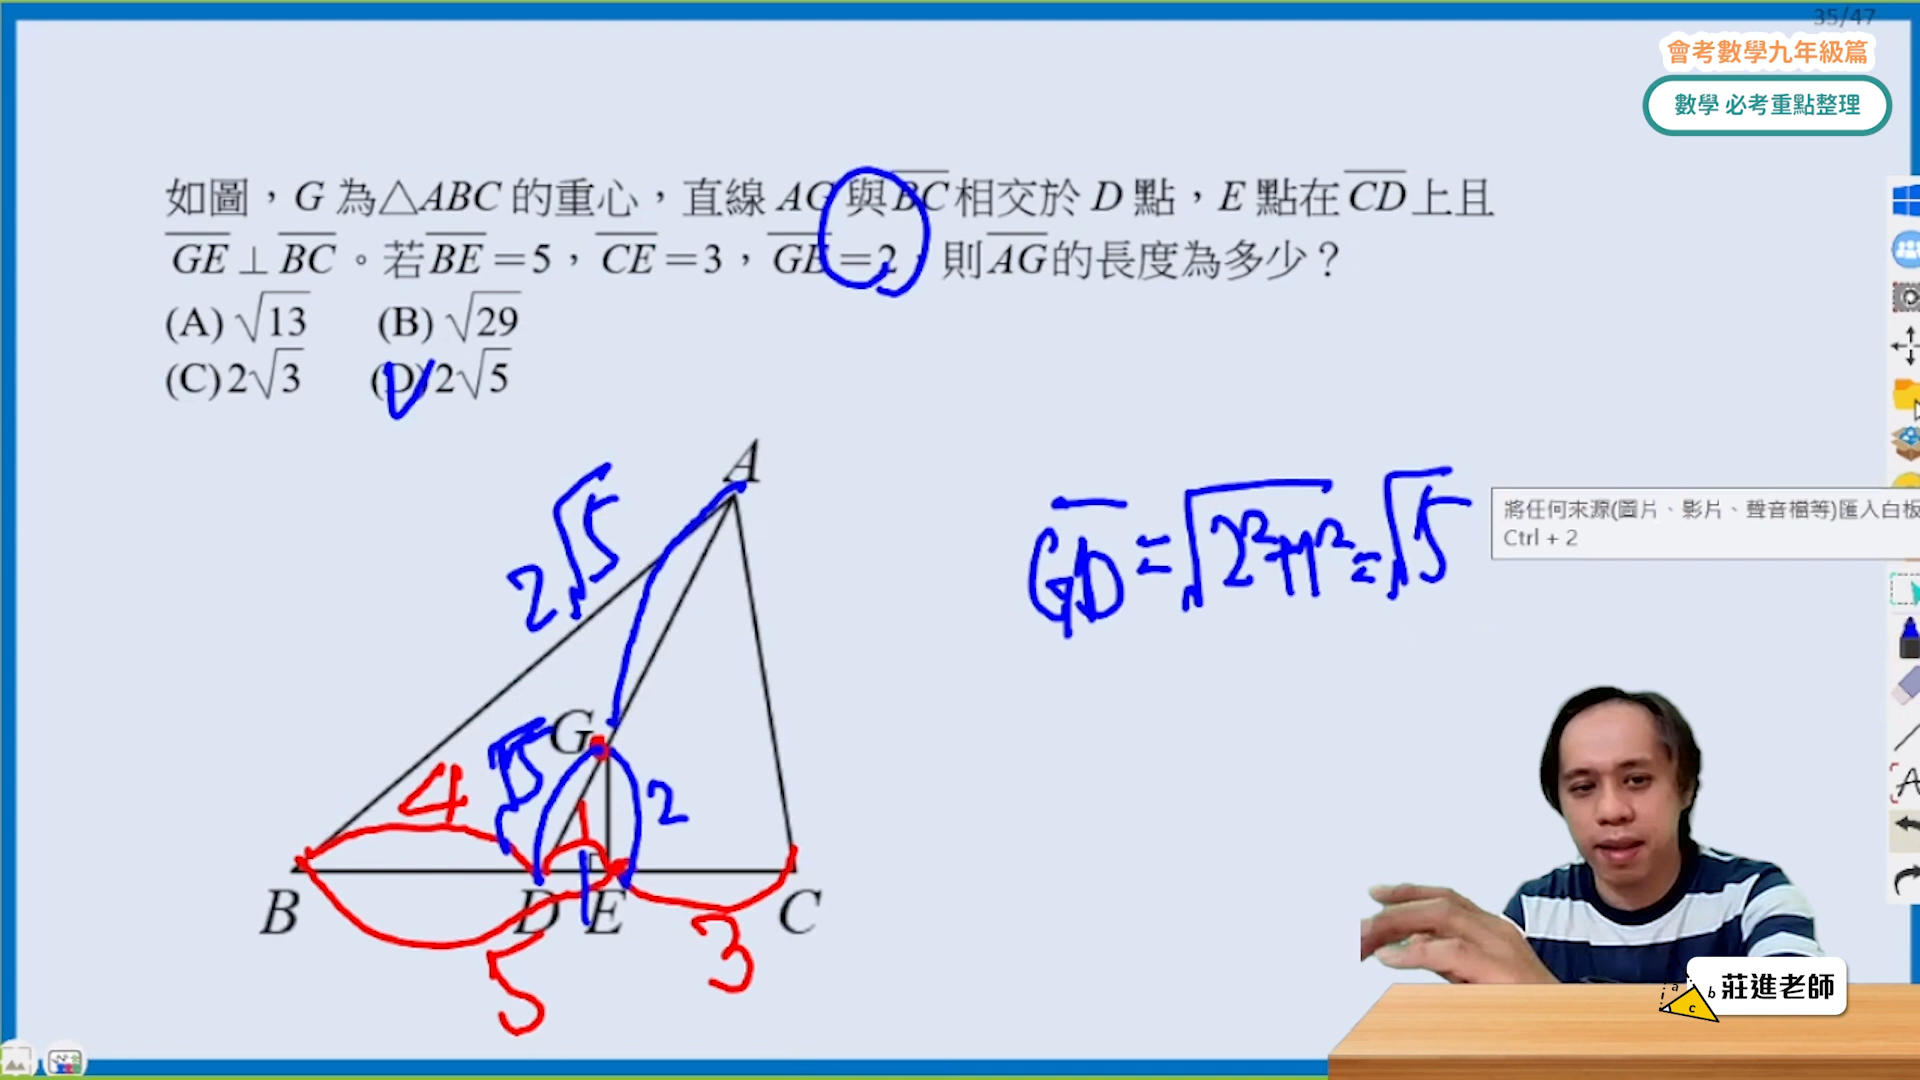 35/47
會考數學九年級篇
數學 必考重點整理
如圖，G 為△ABC 的重心，直線 AG 與 BC 相交於 D 點，E 點在 CD 上且
GE⊥BC。若BE＝5，CE＝3，GE＝2，則AG的長度為多少？
(A) √13 (B) √29
(C) 2√3 (D) 2√5
A
2√5
GD=√2²+1²=√5
將任何來源(圖片、影片、聲音檔等)匯入白板
Ctrl + 2
G
√5
4
1
2
1
B D E C
5
3
a b c
莊進老師